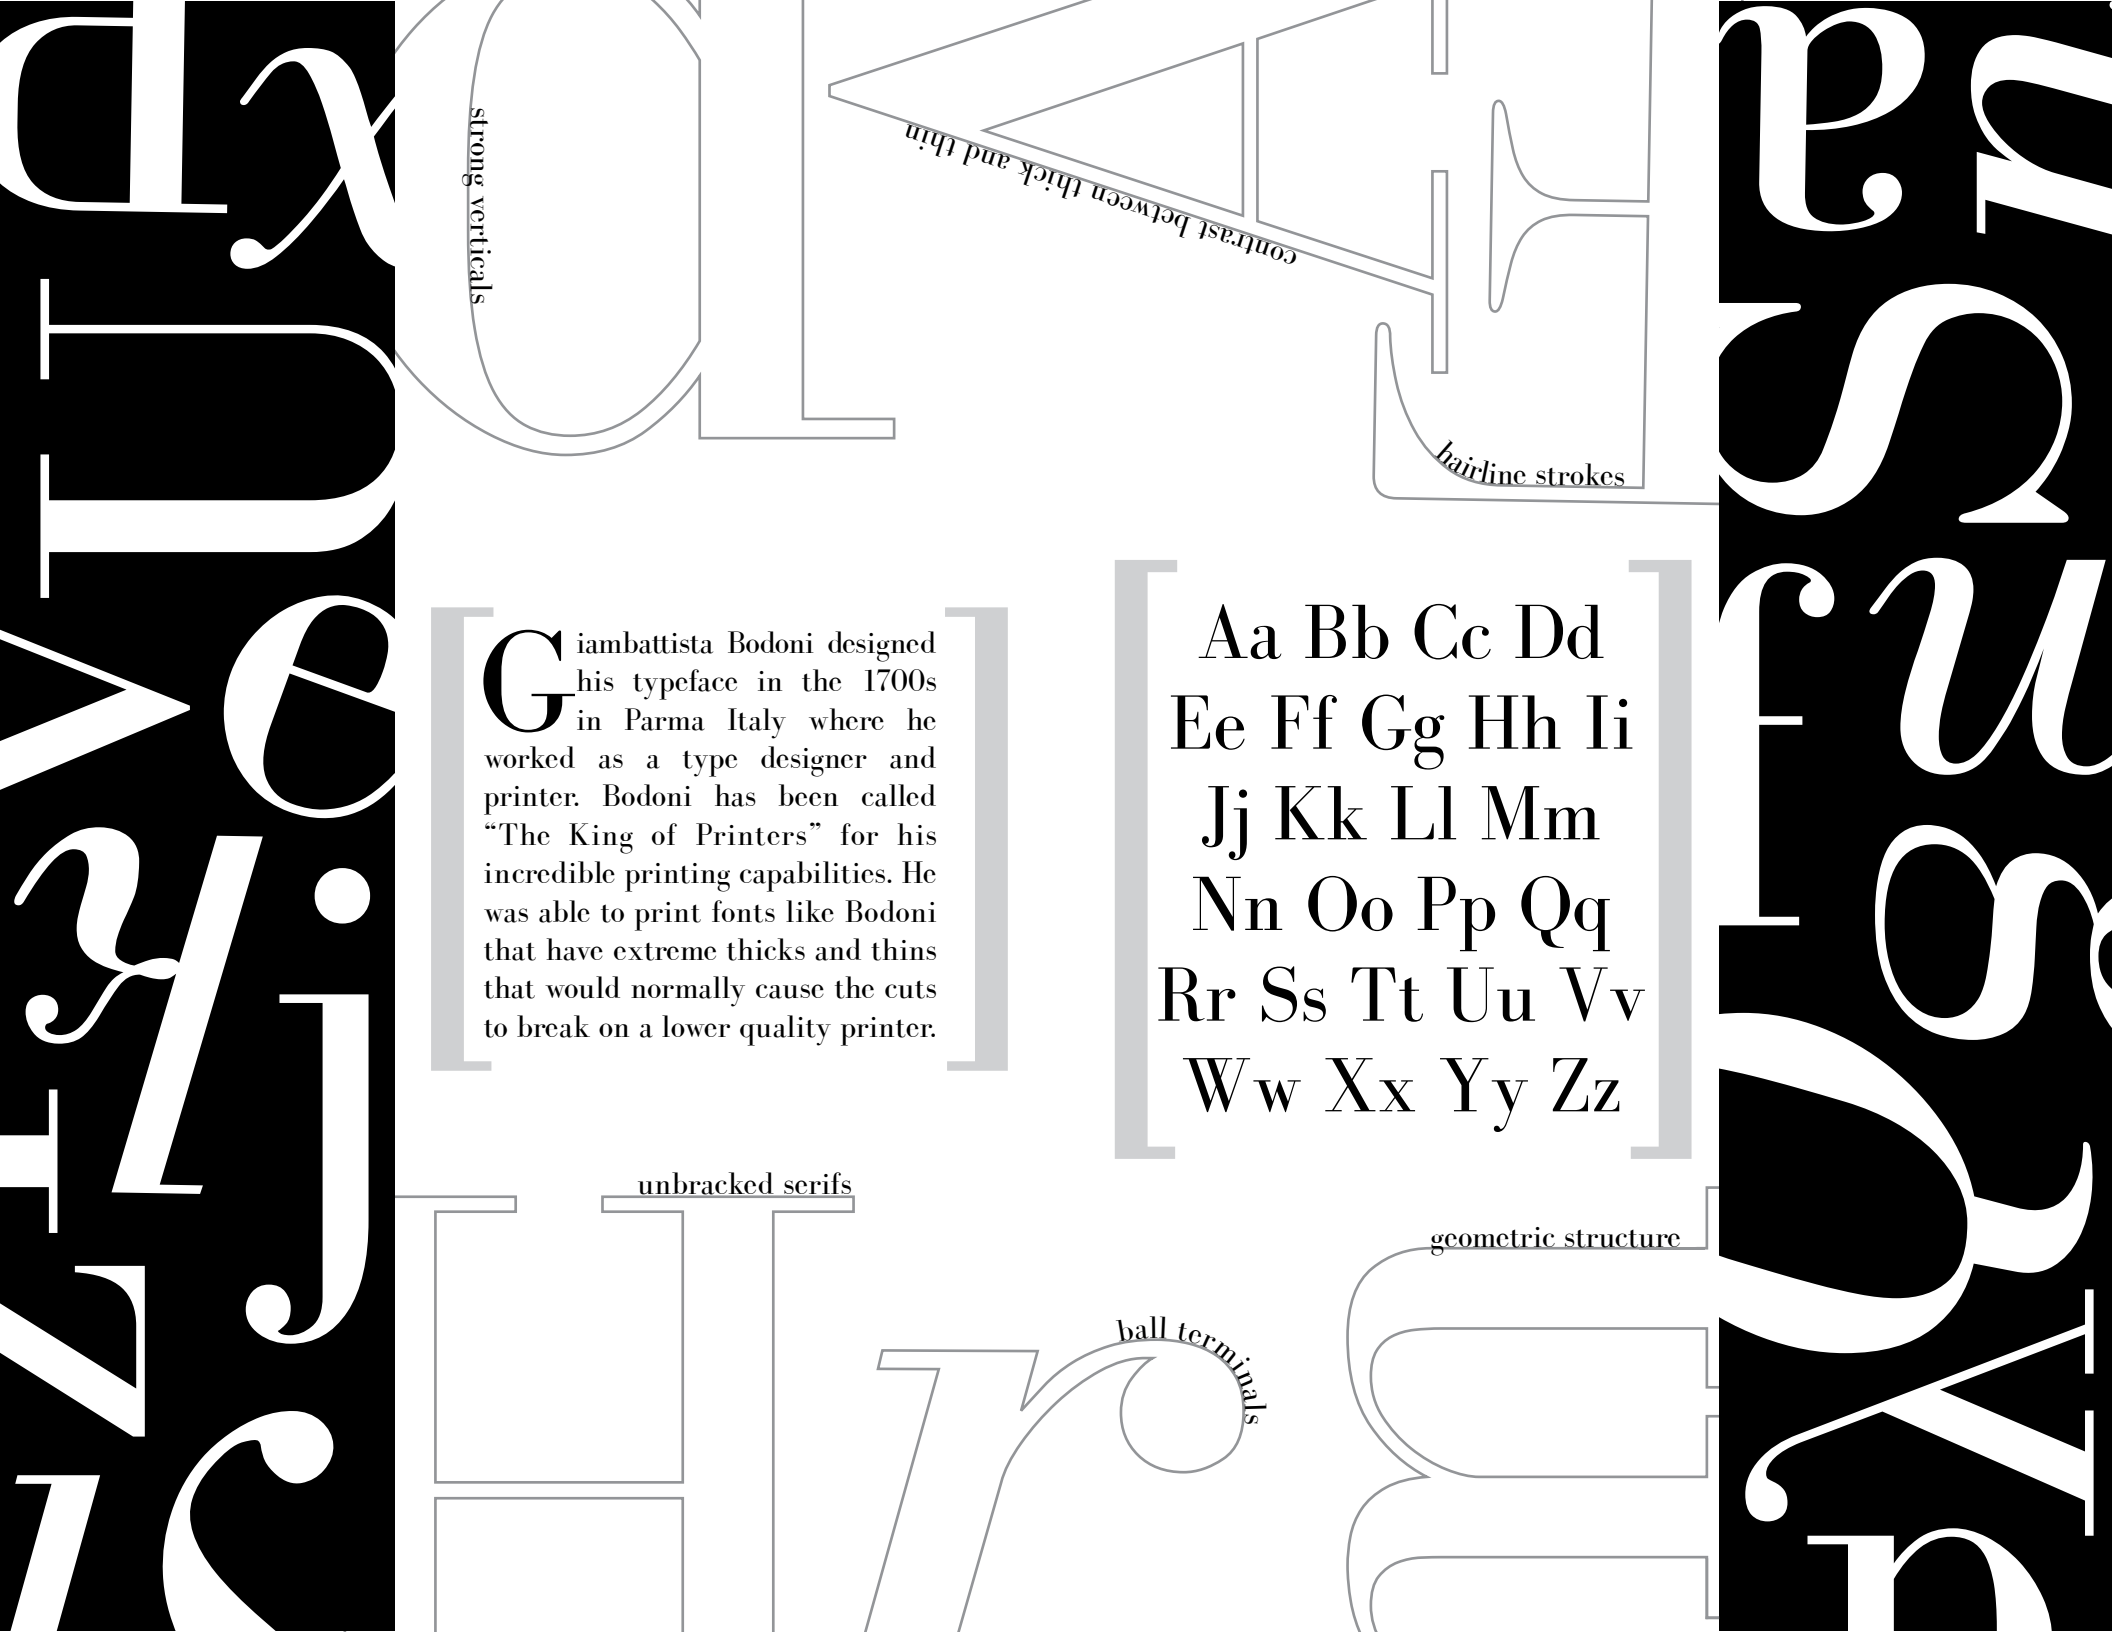 strong verticals
contrast between thick and thin
hairline strokes
Giambattista Bodoni designed
his typeface in the 1700s
in Parma Italy where he
worked as a type designer and
printer. Bodoni has been called
“The King of Printers” for his
incredible printing capabilities. He
was able to print fonts like Bodoni
that have extreme thicks and thins
that would normally cause the cuts
to break on a lower quality printer.
Aa Bb Cc Dd
Ee Ff Gg Hh Ii
Jj Kk Ll Mm
Nn Oo Pp Qq
Rr Ss Tt Uu Vv
Ww Xx Yy Zz
unbracked serifs
geometric structure
ball terminals